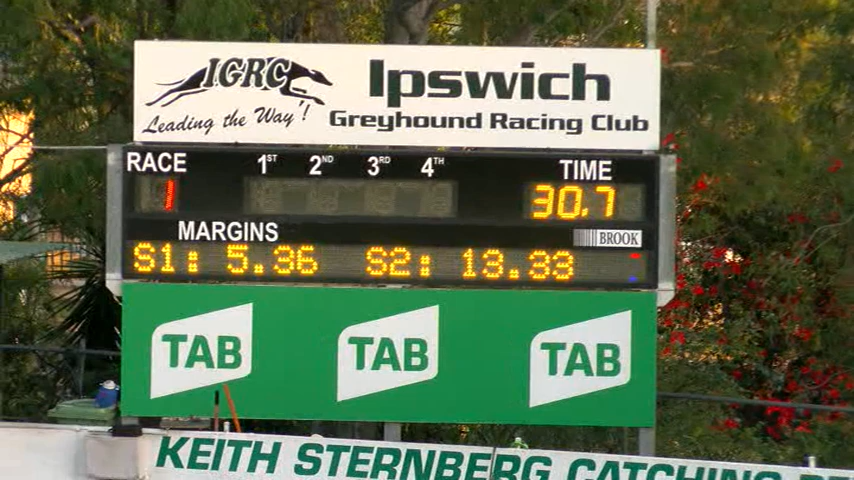 IGRC
Leading the Way'!
Ipswich
Greyhound Racing Club
RACE 1ST 2ND 3RD 4TH TIME
1 30.7
MARGINS BROOK
S1: 5.36 S2: 13.33
TAB TAB TAB
KEITH STERNBERG CATCHING